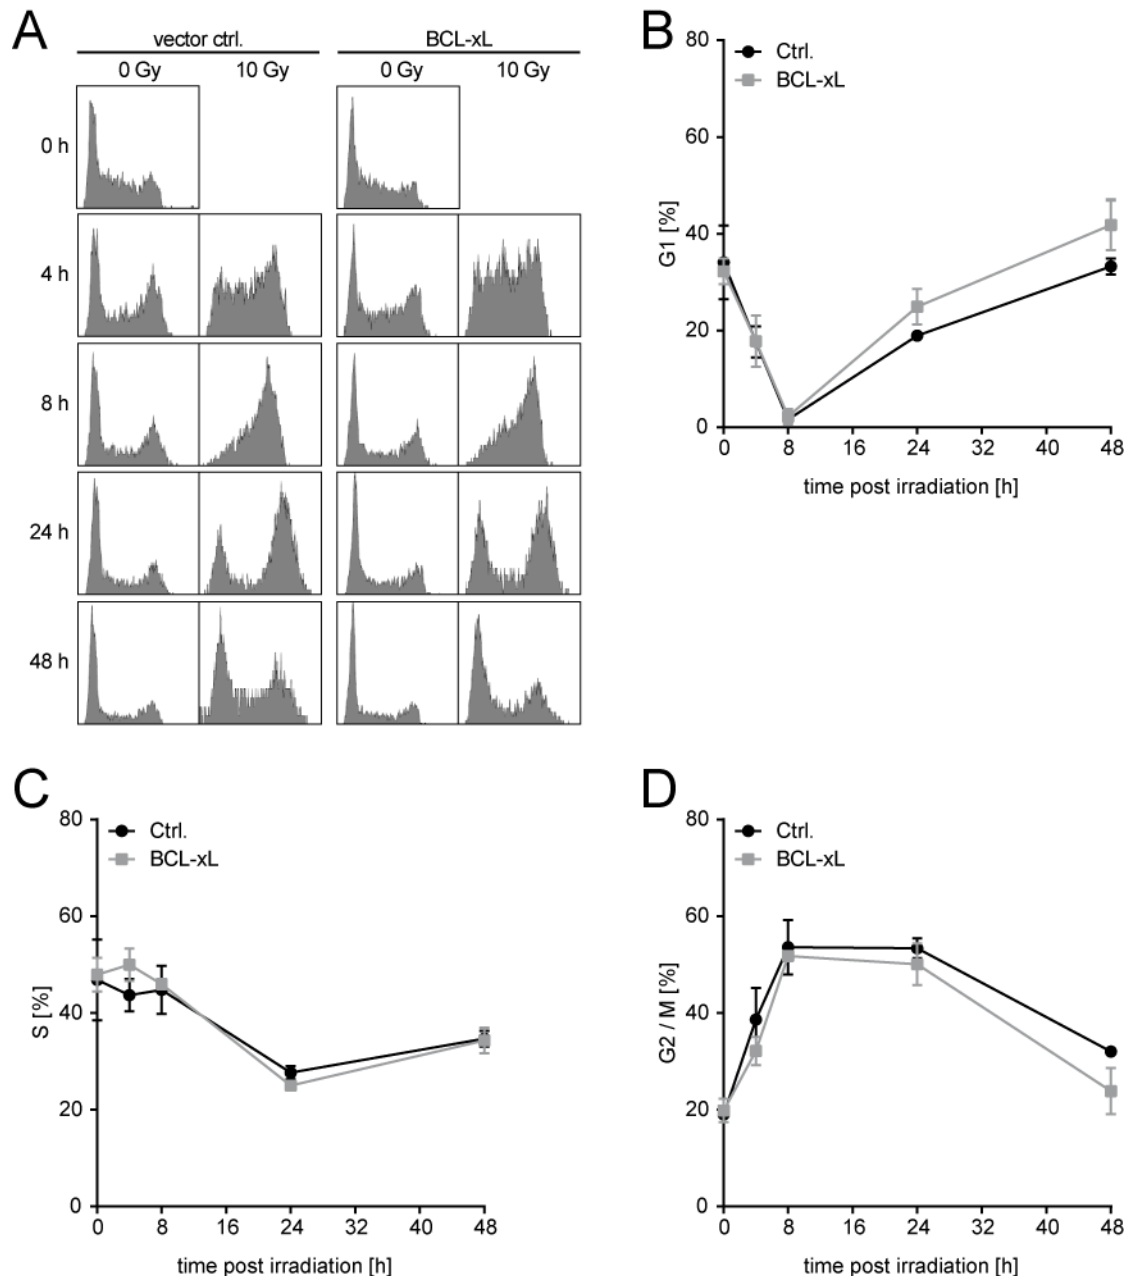 A
vector ctrl.
BCL-xL
0 Gy
10 Gy
0 Gy
10 Gy
0 h
4 h
8 h
24 h
48 h
B
Ctrl.
BCL-xL
G1 [%]
80
60
40
20
0
0 8 16 24 32 40 48
time post irradiation [h]
C
Ctrl.
BCL-xL
S [%]
80
60
40
20
0
0 8 16 24 32 40 48
time post irradiation [h]
D
Ctrl.
BCL-xL
G2 / M [%]
80
60
40
20
0
0 8 16 24 32 40 48
time post irradiation [h]